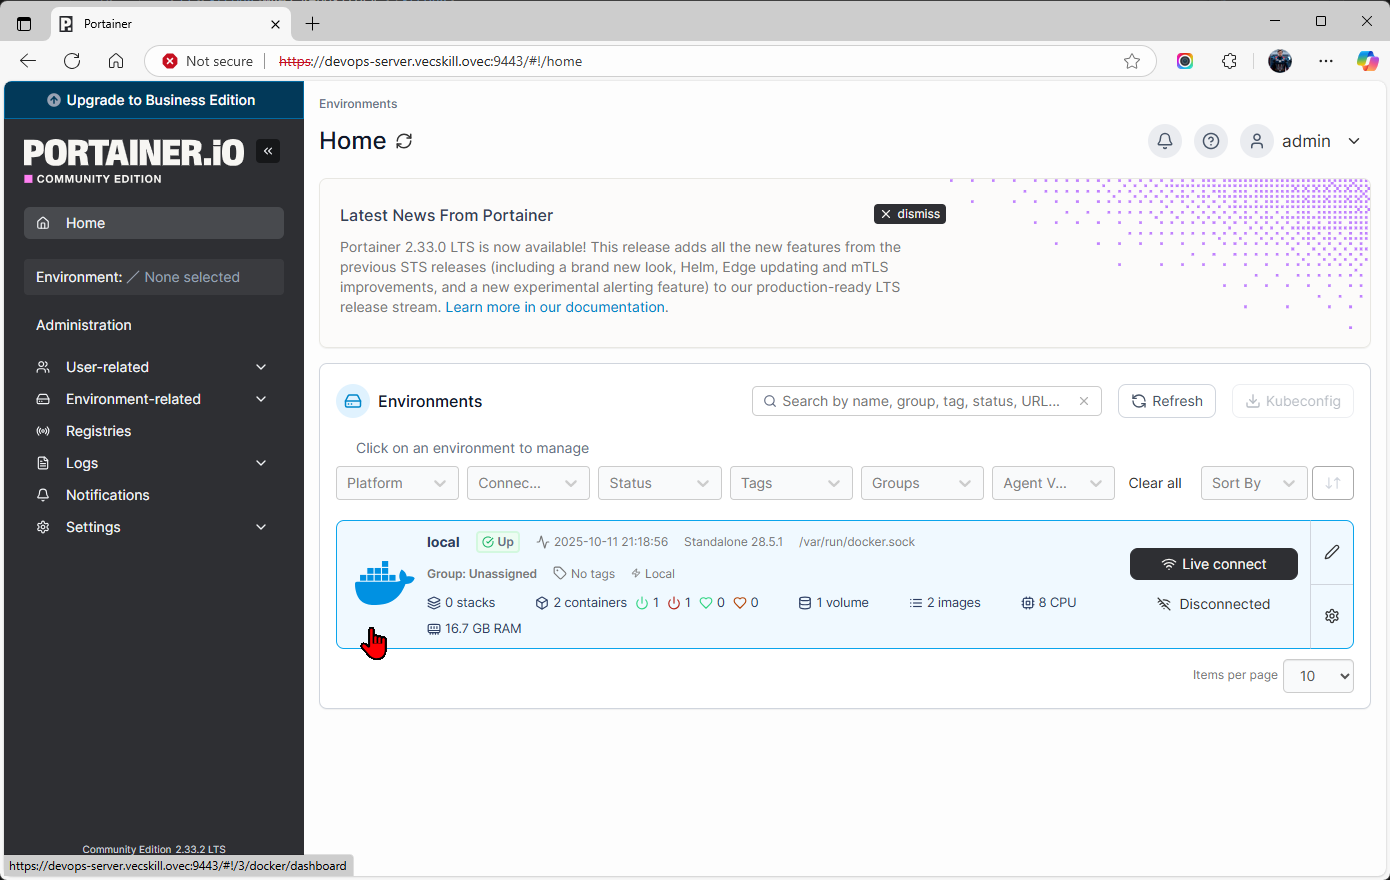 Portainer
Not secure
https://devops-server.vecskill.ovec:9443/#!/home
Upgrade to Business Edition
PORTAINER.iO
COMMUNITY EDITION
Home
Environment: None selected
Administration
User-related
Environment-related
Registries
Logs
Notifications
Settings
Community Edition 2.33.2 LTS
https://devops-server.vecskill.ovec:9443/#!/3/docker/dashboard
Environments
Home
admin
Latest News From Portainer
dismiss
Portainer 2.33.0 LTS is now available! This release adds all the new features from the
previous STS releases (including a brand new look, Helm, Edge updating and mTLS
improvements, and a new experimental alerting feature) to our production-ready LTS
release stream. Learn more in our documentation.
Environments
Search by name, group, tag, status, URL...
Refresh
Kubeconfig
Click on an environment to manage
Platform
Connec...
Status
Tags
Groups
Agent V...
Clear all
Sort By
local Up 2025-10-11 21:18:56 Standalone 28.5.1 /var/run/docker.sock
Group: Unassigned No tags Local
0 stacks 2 containers 1 1 0 0 1 volume 2 images 8 CPU
16.7 GB RAM
Live connect
Disconnected
Items per page 10